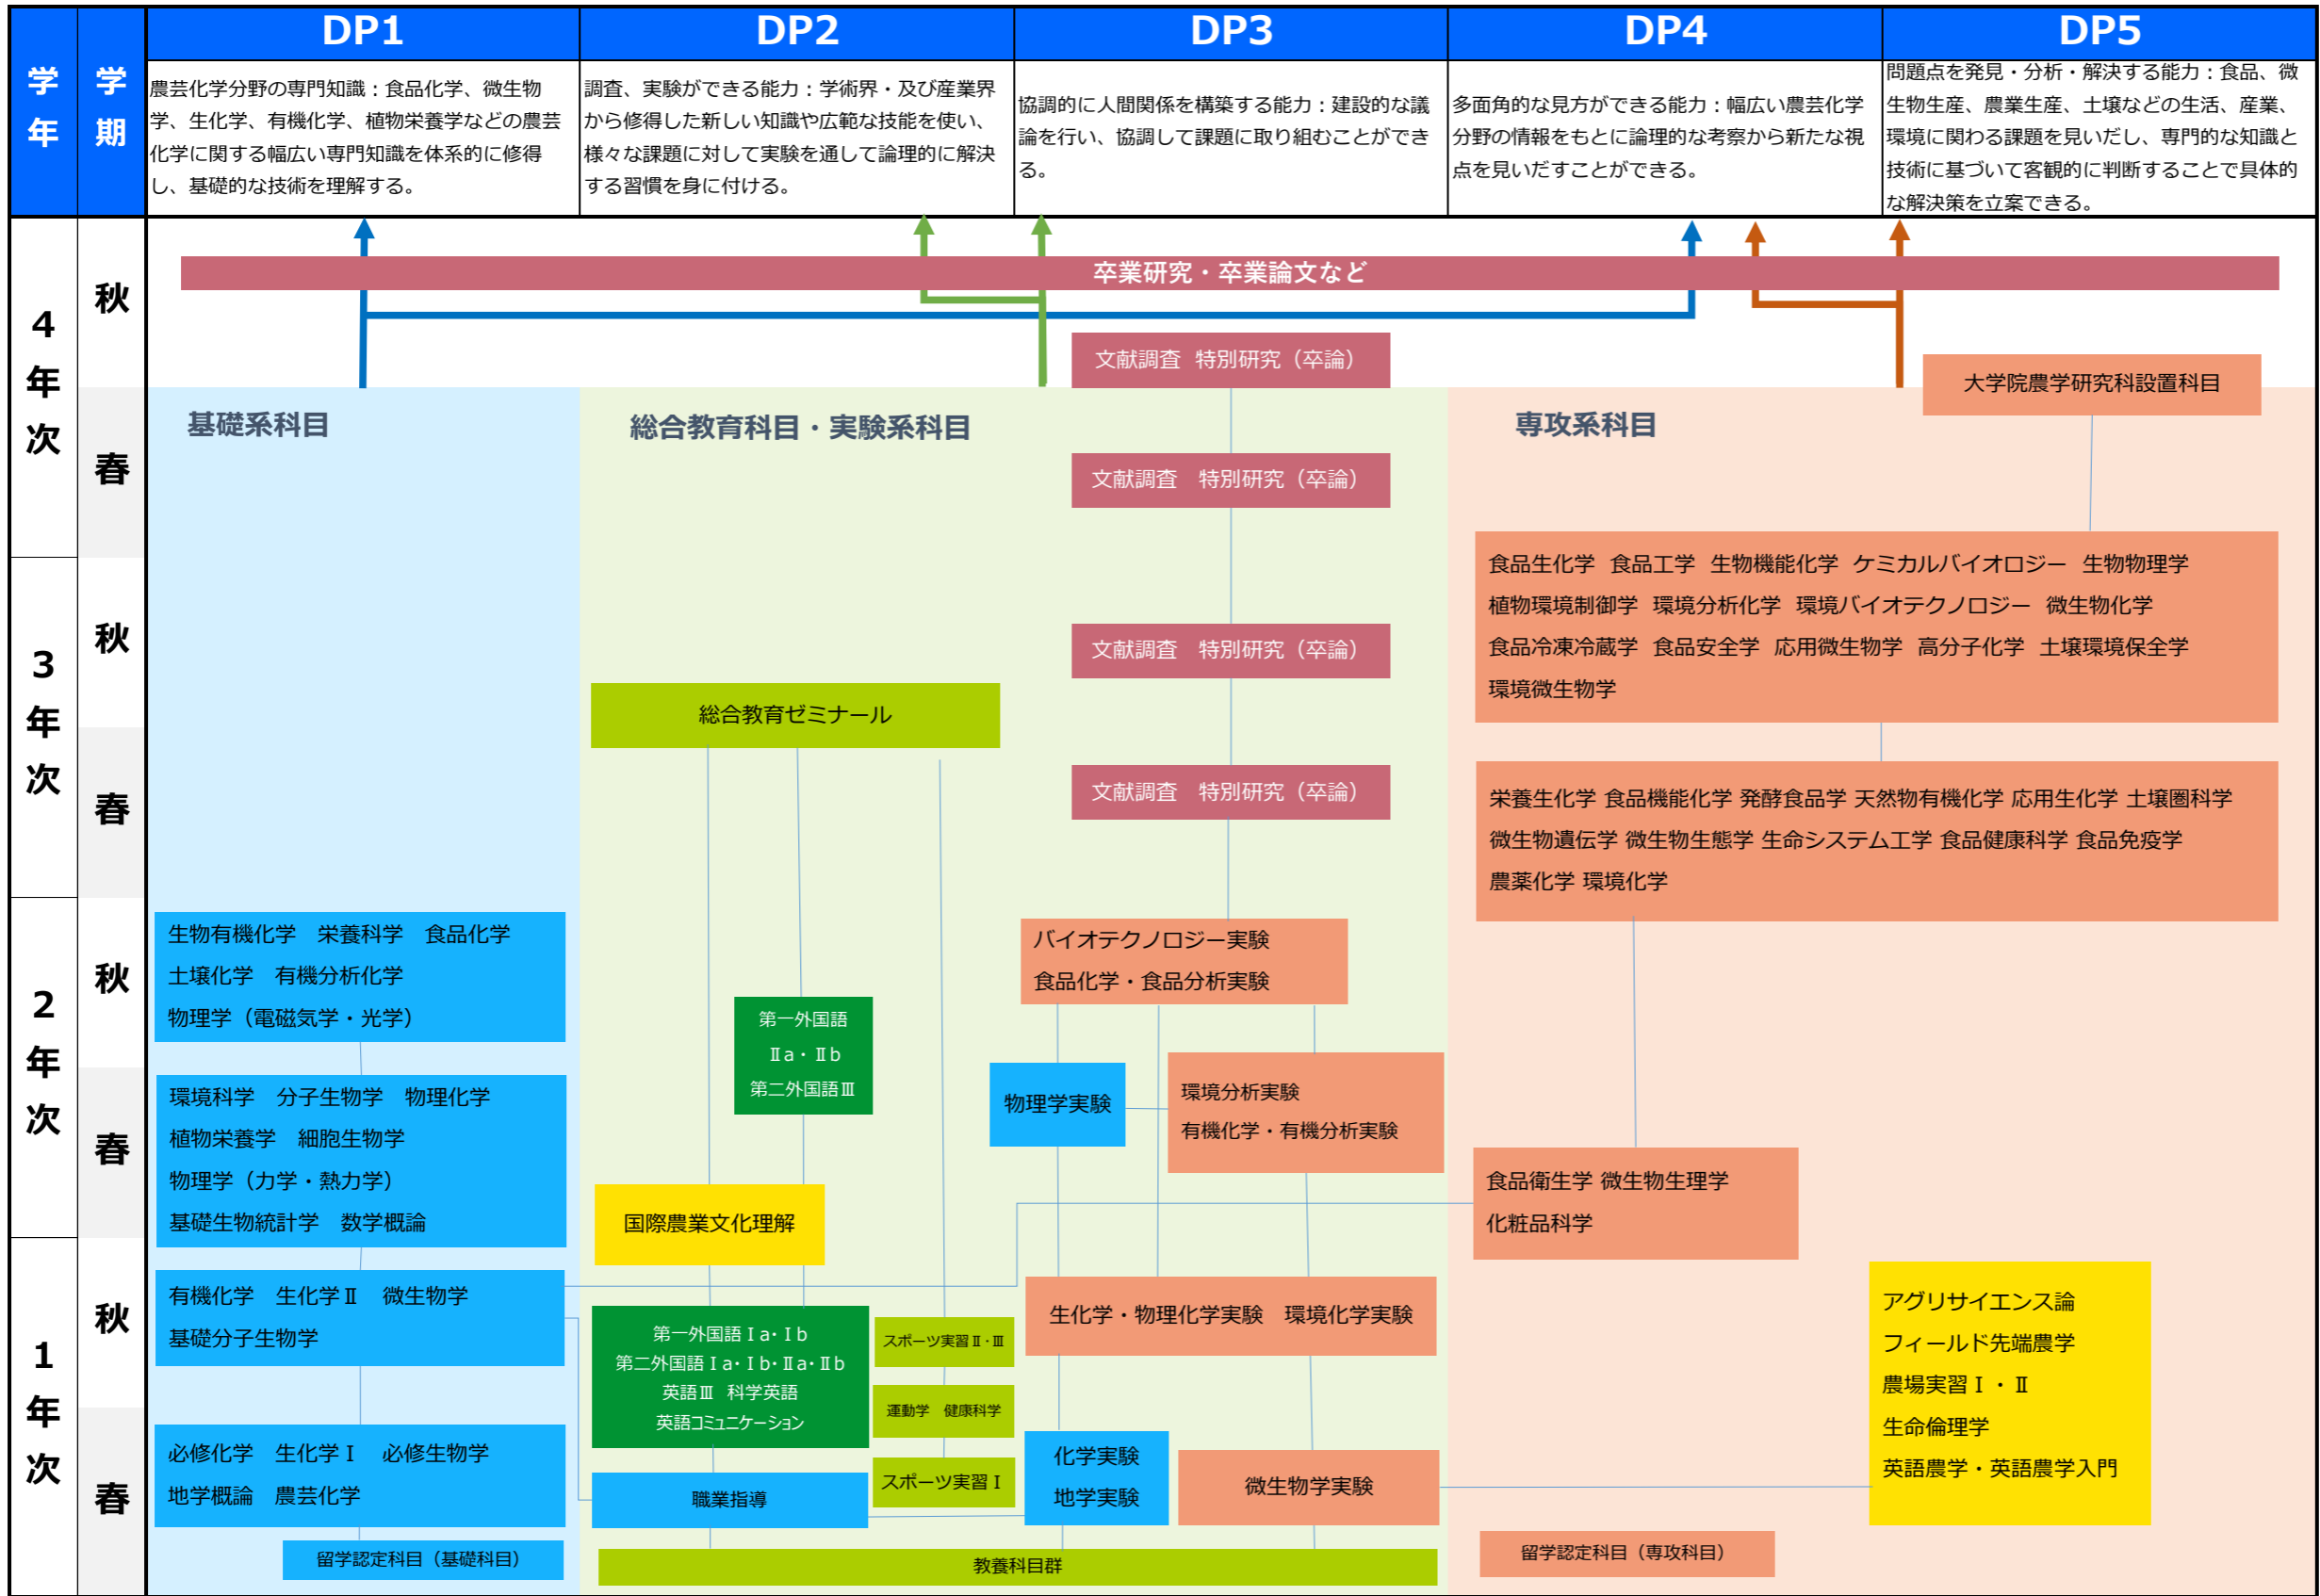 学年
学期
DP1
DP2
DP3
DP4
DP5
農芸化学分野の専門知識：食品化学、微生物
学、生化学、有機化学、植物栄養学などの農芸
化学に関する幅広い専門知識を体系的に修得
し、基礎的な技術を理解する。
調査、実験ができる能力：学術界・及び産業界
から修得した新しい知識や広範な技能を使い、
様々な課題に対して実験を通して論理的に解決
する習慣を身に付ける。
協調的に人間関係を構築する能力：建設的な議
論を行い、協調して課題に取り組むことができ
る。
多面角的な見方ができる能力：幅広い農芸化学
分野の情報をもとに論理的な考察から新たな視
点を見いだすことができる。
問題点を発見・分析・解決する能力：食品、微
生物生産、農業生産、土壌などの生活、産業、
環境に関わる課題を見いだし、専門的な知識と
技術に基づいて客観的に判断することで具体的
な解決策を立案できる。
4年次
秋
卒業研究・卒業論文など
文献調査 特別研究（卒論）
大学院農学研究科設置科目
春
基礎系科目
総合教育科目・実験系科目
専攻系科目
文献調査 特別研究（卒論）
3年次
秋
文献調査 特別研究（卒論）
総合教育ゼミナール
食品生化学 食品工学 生物機能化学 ケミカルバイオロジー 生物物理学
植物環境制御学 環境分析化学 環境バイオテクノロジー 微生物化学
食品冷凍冷蔵学 食品安全学 応用微生物学 高分子化学 土壌環境保全学
環境微生物学
春
文献調査 特別研究（卒論）
栄養生化学 食品機能化学 発酵食品学 天然物有機化学 応用生化学 土壌圏科学
微生物遺伝学 微生物生態学 生命システム工学 食品健康科学 食品免疫学
農薬化学 環境化学
2年次
秋
生物有機化学 栄養科学 食品化学
土壌化学 有機分析化学
物理学（電磁気学・光学）
第一外国語
Ⅱa・Ⅱb
第二外国語Ⅲ
バイオテクノロジー実験
食品化学・食品分析実験
春
環境科学 分子生物学 物理化学
植物栄養学 細胞生物学
物理学（力学・熱力学）
基礎生物統計学 数学概論
国際農業文化理解
物理学実験
環境分析実験
有機化学・有機分析実験
食品衛生学 微生物生理学
化粧品科学
1年次
秋
有機化学 生化学Ⅱ 微生物学
基礎分子生物学
第一外国語Ⅰa・Ⅰb
第二外国語Ⅰa・Ⅰb・Ⅱa・Ⅱb
英語Ⅲ 科学英語
英語コミュニケーション
スポーツ実習Ⅱ・Ⅲ
運動学 健康科学
生化学・物理化学実験 環境化学実験
アグリサイエンス論
フィールド先端農学
農場実習Ⅰ・Ⅱ
生命倫理学
英語農学・英語農学入門
春
必修化学 生化学Ⅰ 必修生物学
地学概論 農芸化学
職業指導
スポーツ実習Ⅰ
化学実験
地学実験
微生物学実験
留学認定科目（基礎科目）
教養科目群
留学認定科目（専攻科目）